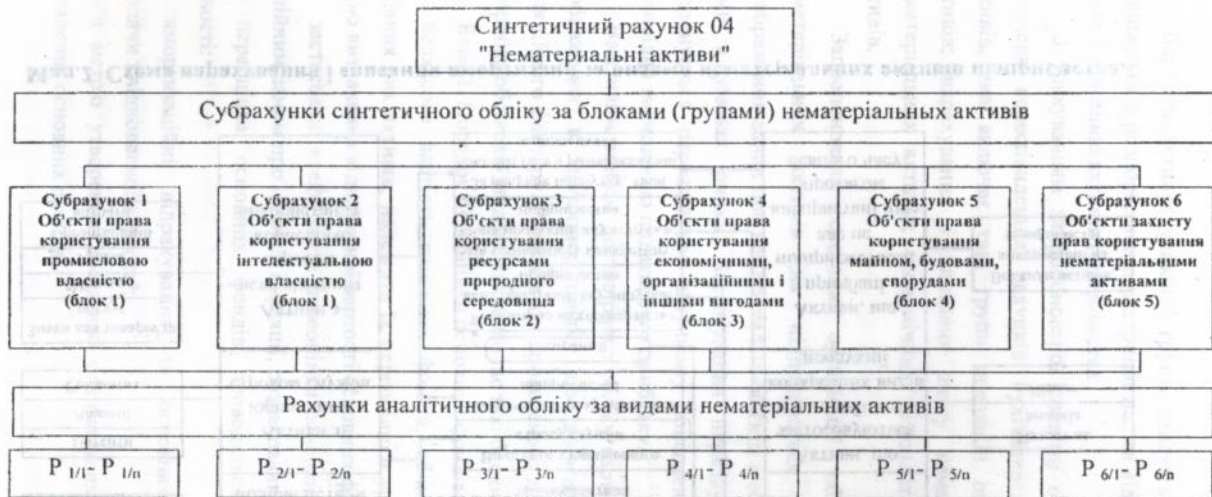 Синтетичний рахунок 04
"Нематериальні активи"
Субрахунки синтетичного обліку за блоками (групами) нематеріальних активів
Субрахунок 1
Об'єкти права
користування
промисловою
власністю
(блок 1)
Субрахунок 2
Об'єкти права
користування
інтелектуальною
власністю
(блок 1)
Субрахунок 3
Об'єкти права
користування
ресурсами
природного
середовища
(блок 2)
Субрахунок 4
Об'єкти права
користування
економічними,
організаційними і
іншими вигодами
(блок 3)
Субрахунок 5
Об'єкти права
користування
майном, будовами,
спорудами
(блок 4)
Субрахунок 6
Об'єкти захисту
прав користування
нематеріальними
активами
(блок 5)
Рахунки аналітичного обліку за видами нематеріальних активів
Р 1/1- Р 1/n
Р 2/1- Р 2/n
Р 3/1- Р 3/n
Р 4/1- Р 4/n
Р 5/1- Р 5/n
Р 6/1- Р 6/n